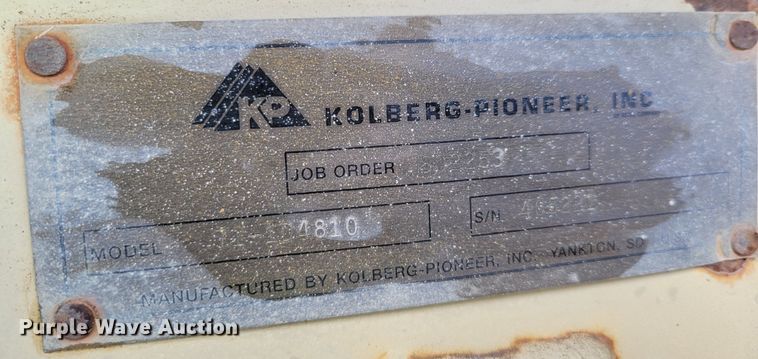 KP KOLBERG-PIONEER, INC
JOB ORDER
MODEL 4810 S/N
MANUFACTURED BY KOLBERG-PIONEER, INC. YANKTON, SD
Purple Wave Auction